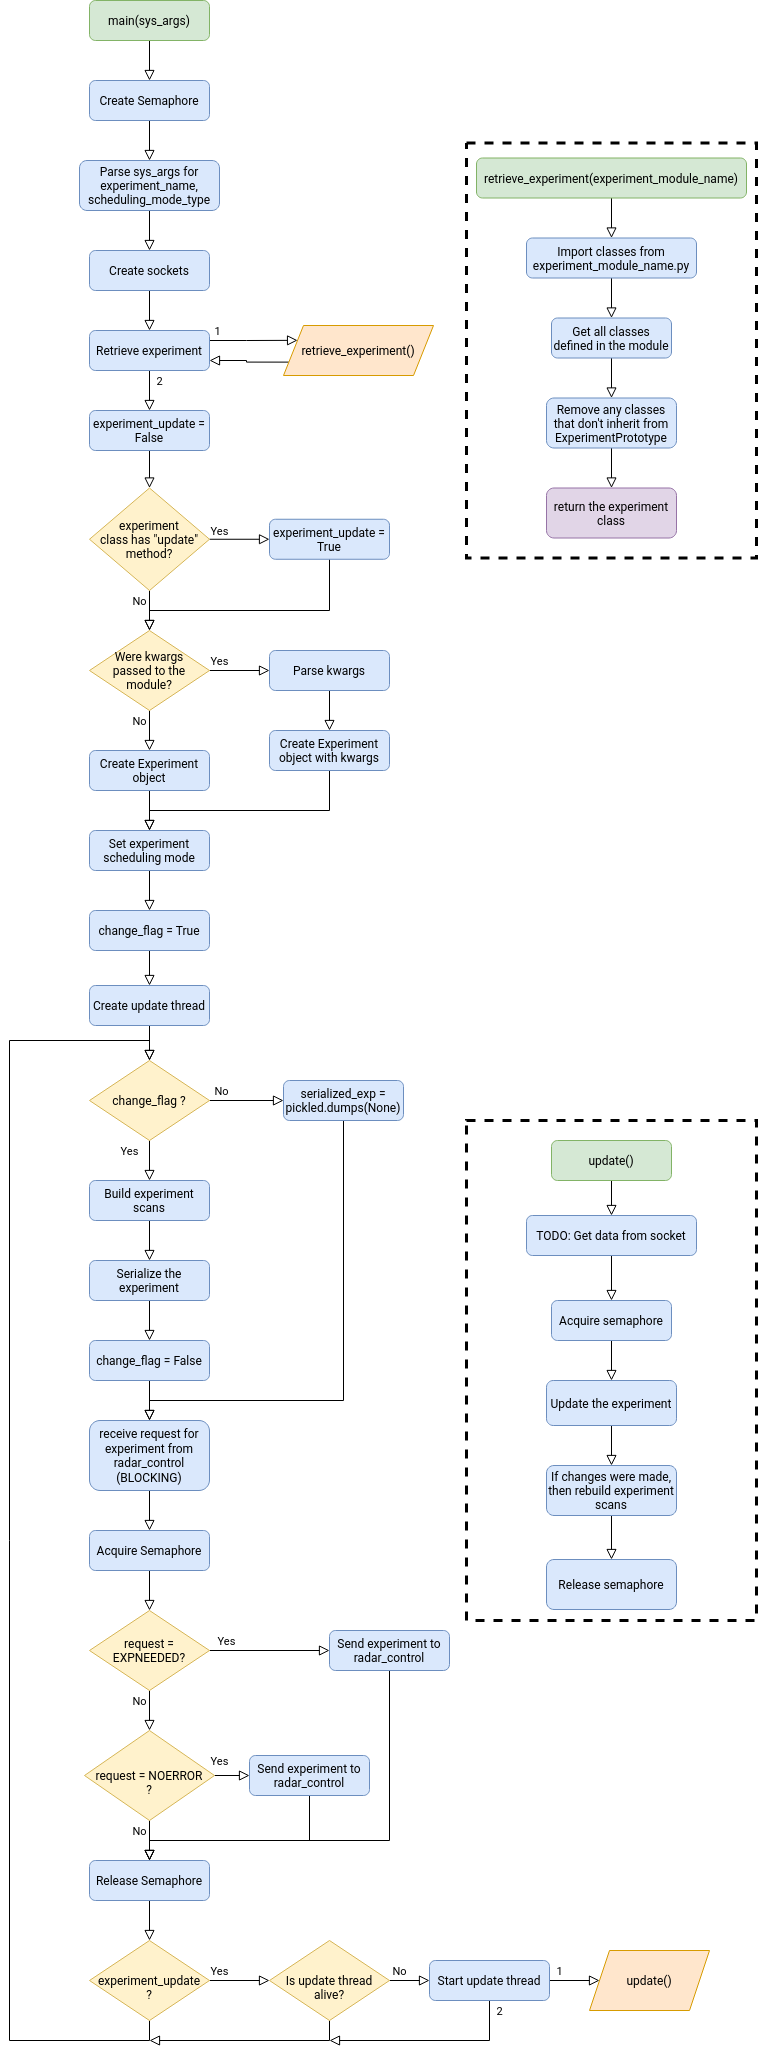 main(sys_args)
Create Semaphore
Parse sys_args for
experiment_name,
scheduling_mode_type
Create sockets
Retrieve experiment
1
retrieve_experiment()
2
experiment_update =
False
experiment
class has "update"
method?
Yes
experiment_update =
True
No
Were kwargs
passed to the
module?
Yes
Parse kwargs
No
Create Experiment
object
Create Experiment
object with kwargs
Set experiment
scheduling mode
change_flag = True
Create update thread
change_flag ?
No
serialized_exp =
pickled.dumps(None)
Yes
Build experiment
scans
Serialize the
experiment
change_flag = False
receive request for
experiment from
radar_control
(BLOCKING)
Acquire Semaphore
request =
EXPNEEDED?
Yes
Send experiment to
radar_control
No
request = NOERROR
?
Yes
Send experiment to
radar_control
No
Release Semaphore
experiment_update
?
Yes
Is update thread
alive?
No
Start update thread
1
update()
2
retrieve_experiment(experiment_module_name)
Import classes from
experiment_module_name.py
Get all classes
defined in the module
Remove any classes
that don't inherit from
ExperimentPrototype
return the experiment
class
update()
TODO: Get data from socket
Acquire semaphore
Update the experiment
If changes were made,
then rebuild experiment
scans
Release semaphore